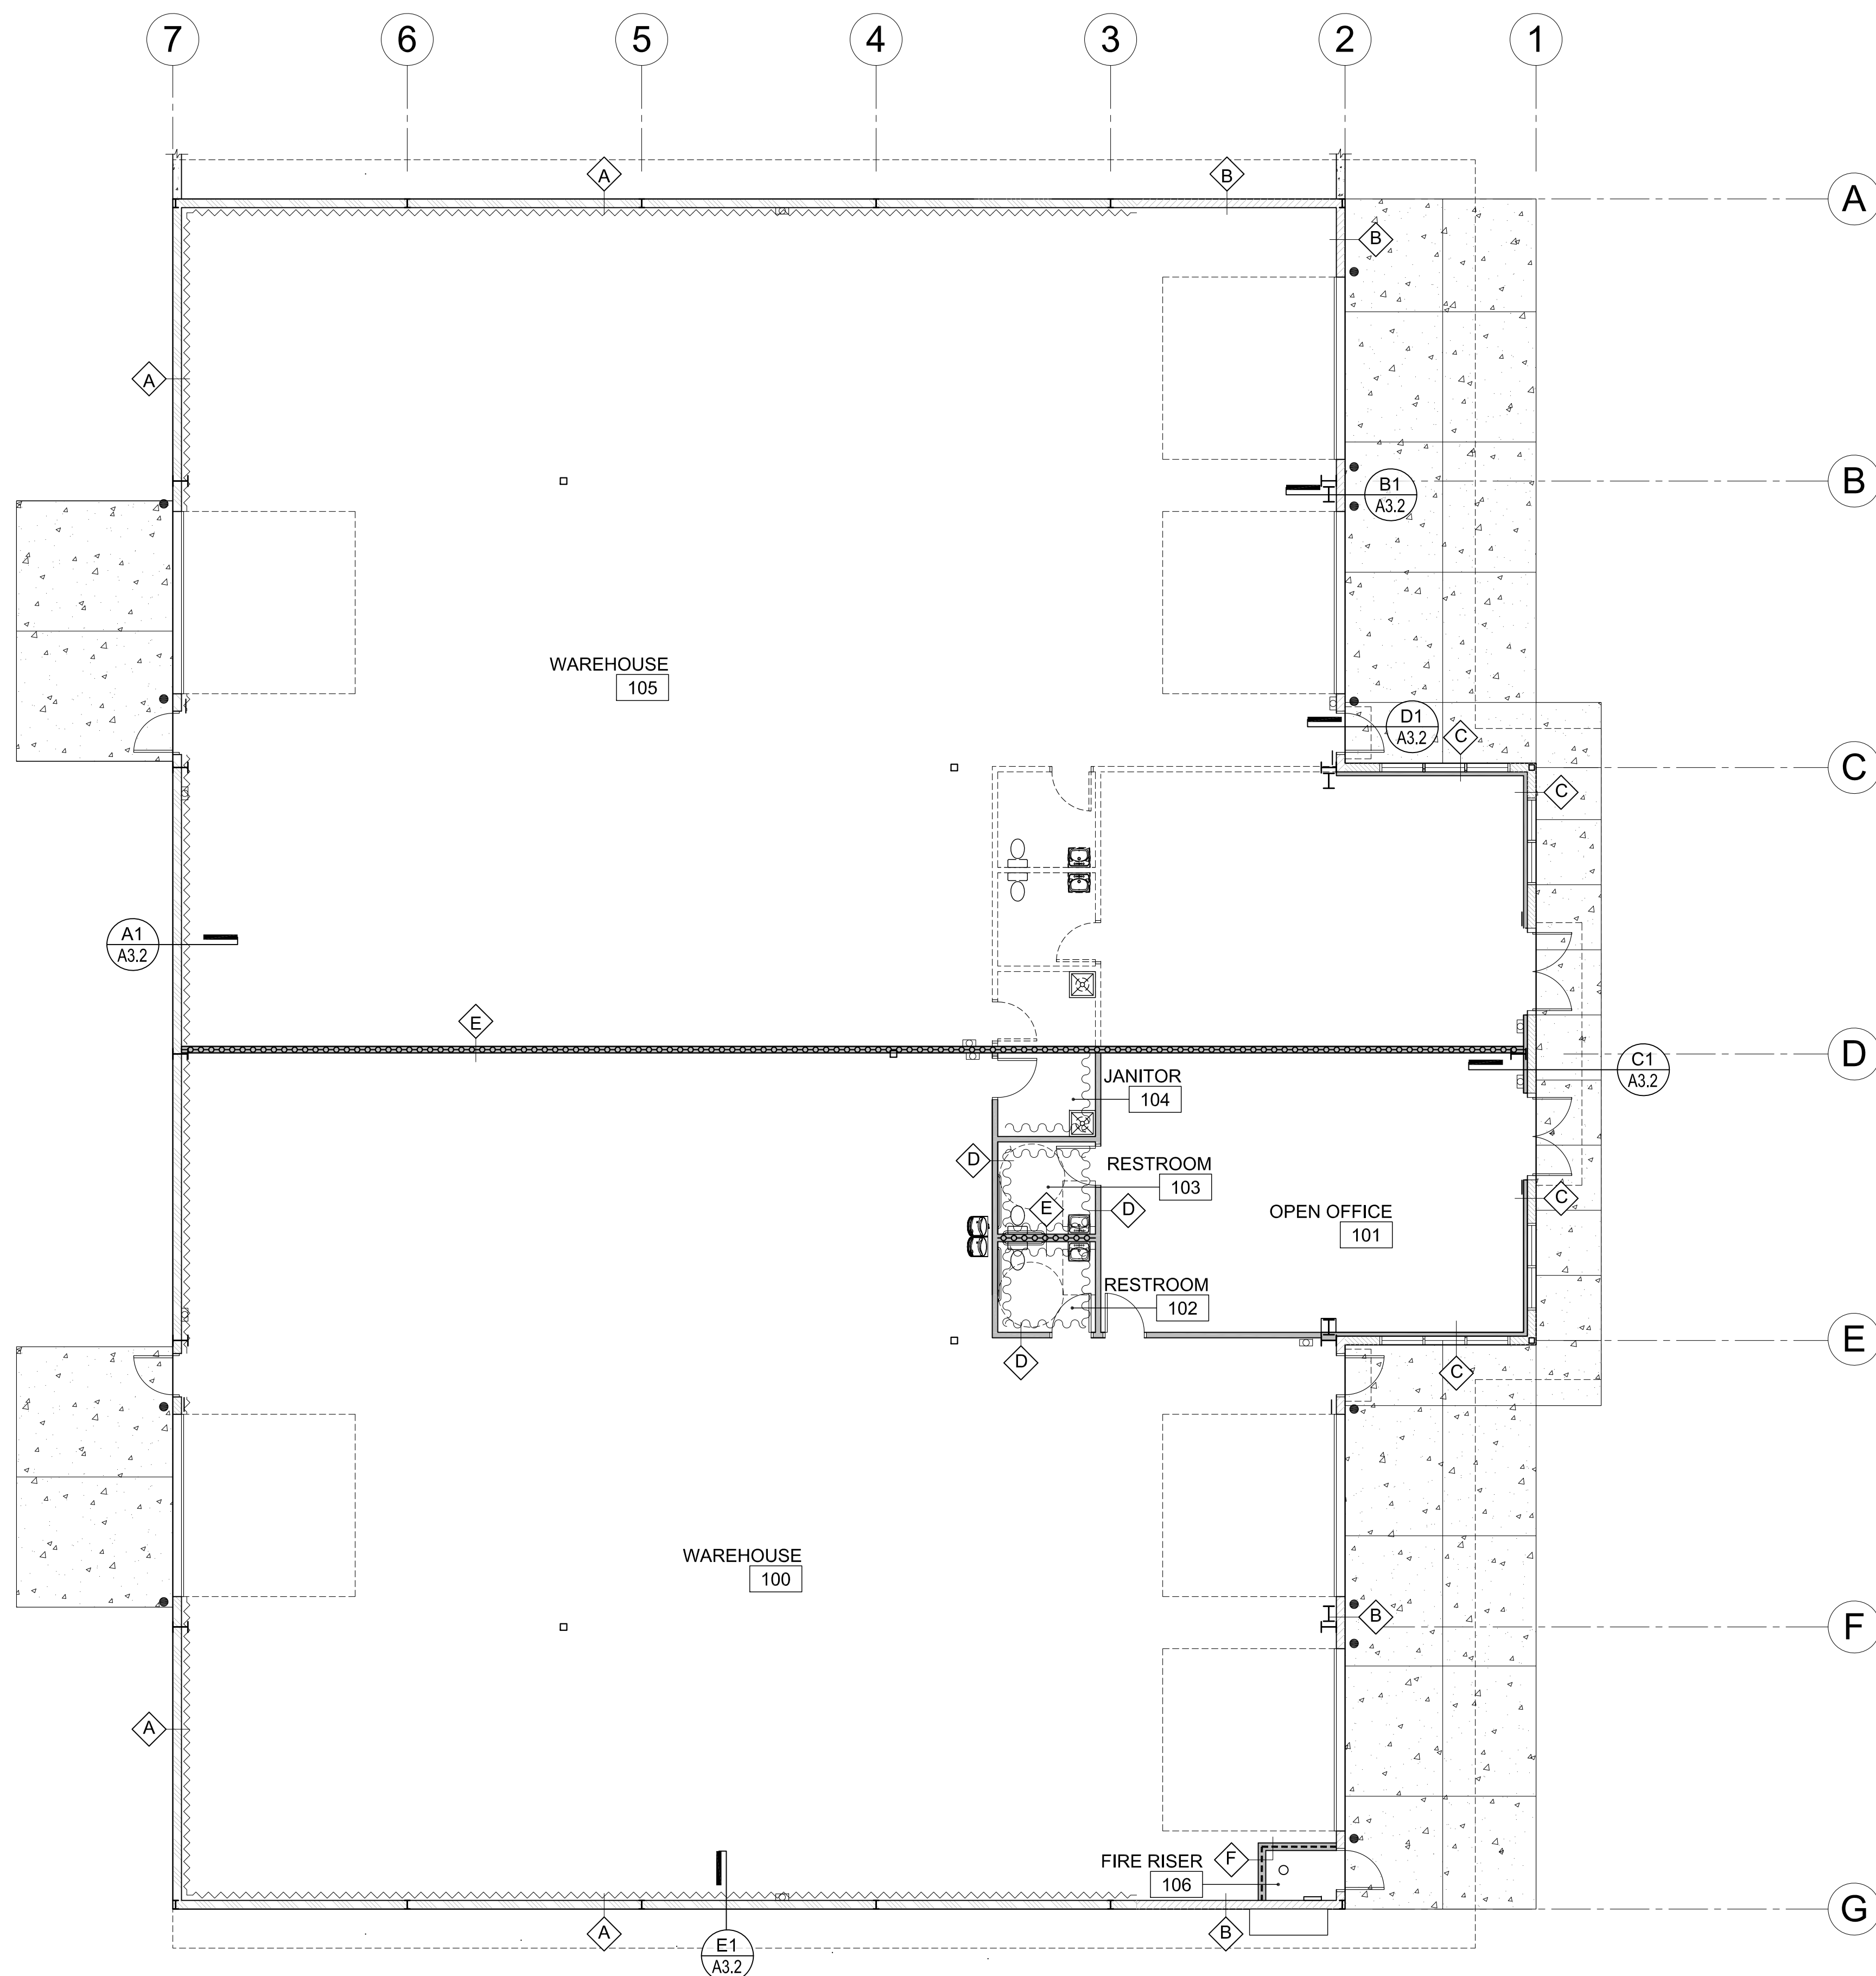 7 6 5 4 3 2 1
A
A B
B
A
B
B1
A3.2
WAREHOUSE
105
D1
A3.2
C
C
C
A1
A3.2
E
D
C1
A3.2
JANITOR
104
D
RESTROOM
103
E
D
C
OPEN OFFICE
101
RESTROOM
102
E
D
C
WAREHOUSE
100
B
F
A
FIRE RISER
106
F
G
A
B
E1
A3.2